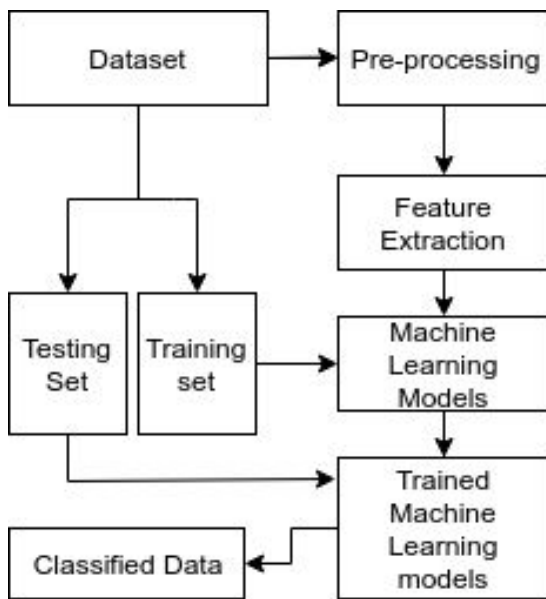 Dataset
Pre-processing
Feature
Extraction
Testing
Set
Training
set
Machine
Learning
Models
Trained
Machine
Learning
models
Classified Data